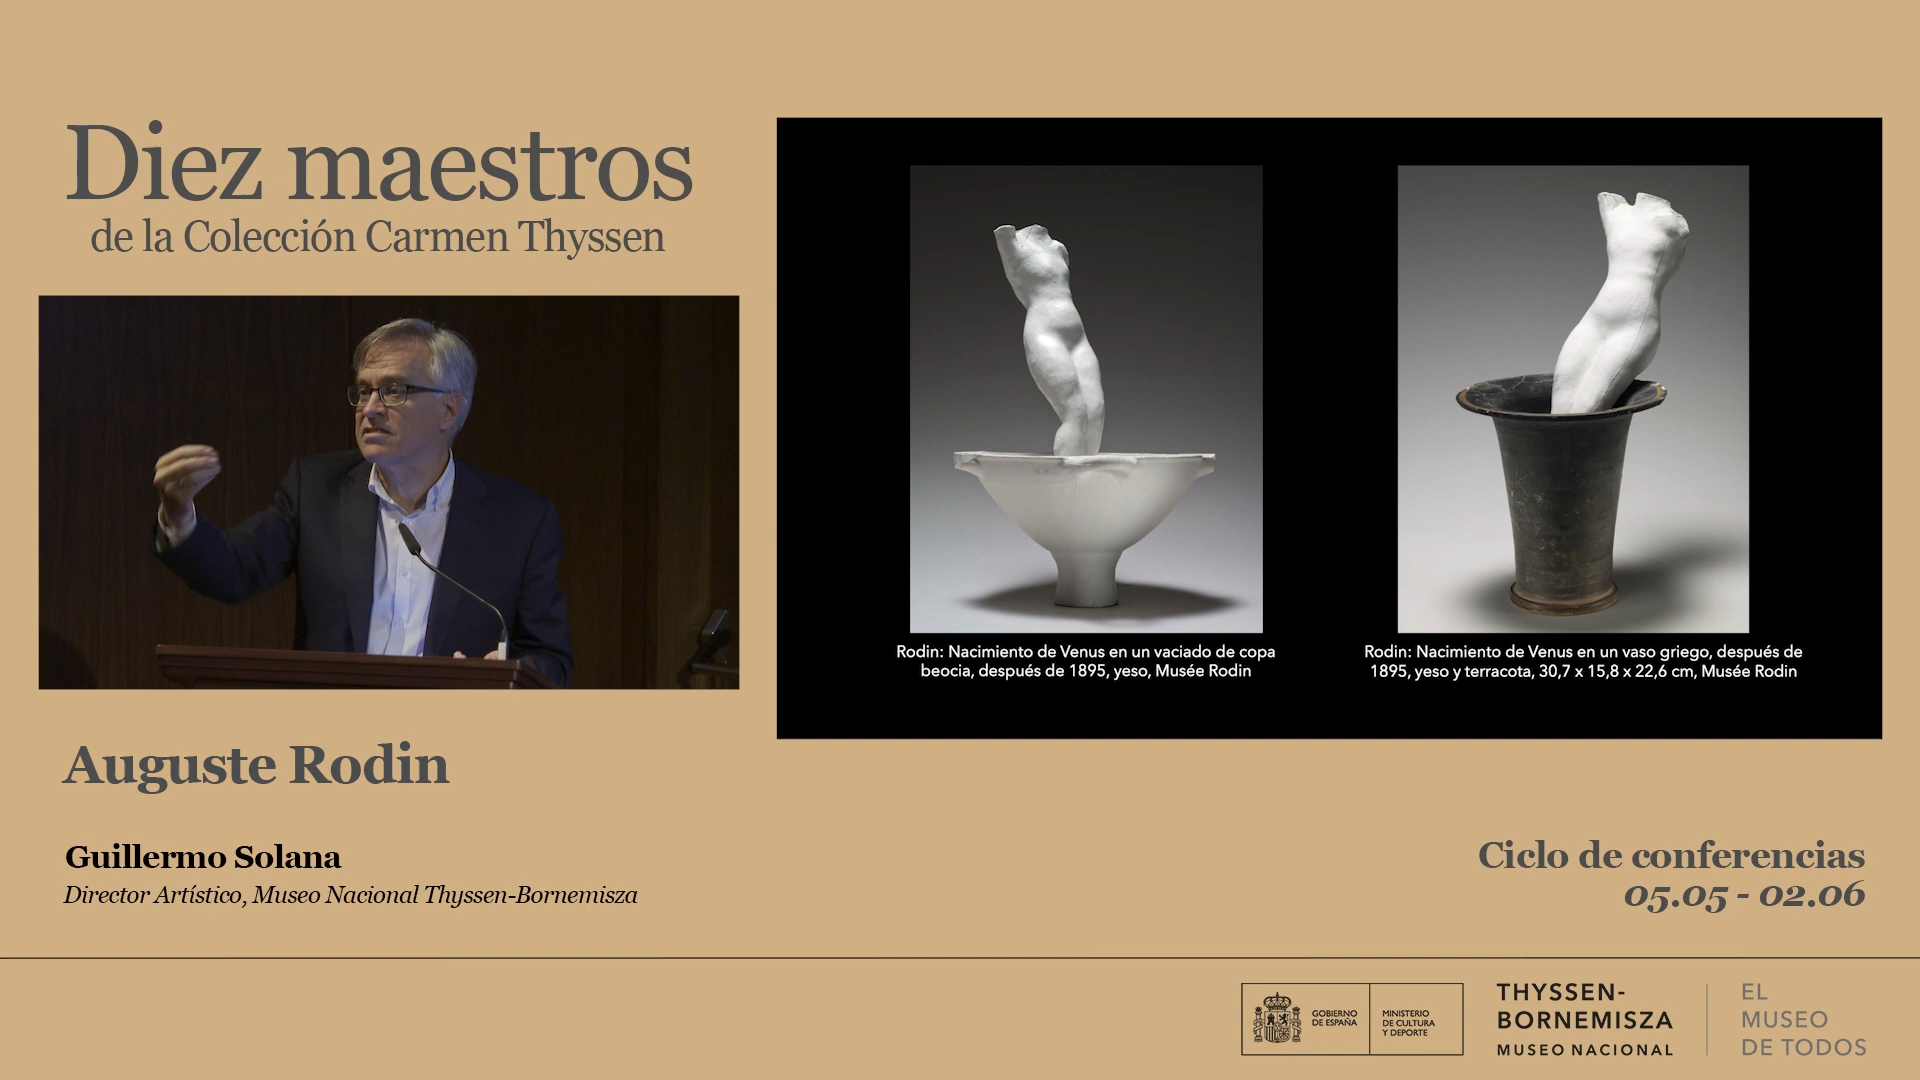 Diez maestros
de la Colección Carmen Thyssen
Rodin: Nacimiento de Venus en un vaciado de copa
beocia, después de 1895, yeso, Musée Rodin
Rodin: Nacimiento de Venus en un vaso griego, después de
1895, yeso y terracota, 30,7 x 15,8 x 22,6 cm, Musée Rodin
Auguste Rodin
Guillermo Solana
Director Artístico, Museo Nacional Thyssen-Bornemisza
Ciclo de conferencias
05.05 - 02.06
GOBIERNO
DE ESPAÑA
MINISTERIO
DE CULTURA
Y DEPORTE
THYSSEN-
BORNEMISZA
MUSEO NACIONAL
EL
MUSEO
DE TODOS